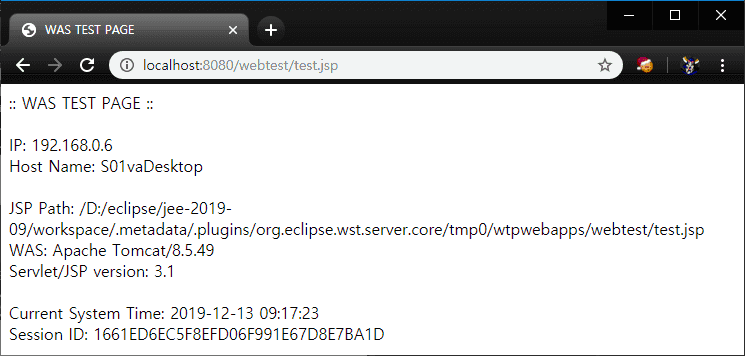 WAS TEST PAGE
localhost:8080/webtest/test.jsp
:: WAS TEST PAGE ::
IP: 192.168.0.6
Host Name: S01vaDesktop
JSP Path: /D:/eclipse/jee-2019-
09/workspace/.metadata/.plugins/org.eclipse.wst.server.core/tmp0/wtpwebapps/webtest/test.jsp
WAS: Apache Tomcat/8.5.49
Servlet/JSP version: 3.1
Current System Time: 2019-12-13 09:17:23
Session ID: 1661ED6EC5F8EFD06F991E67D8E7BA1D